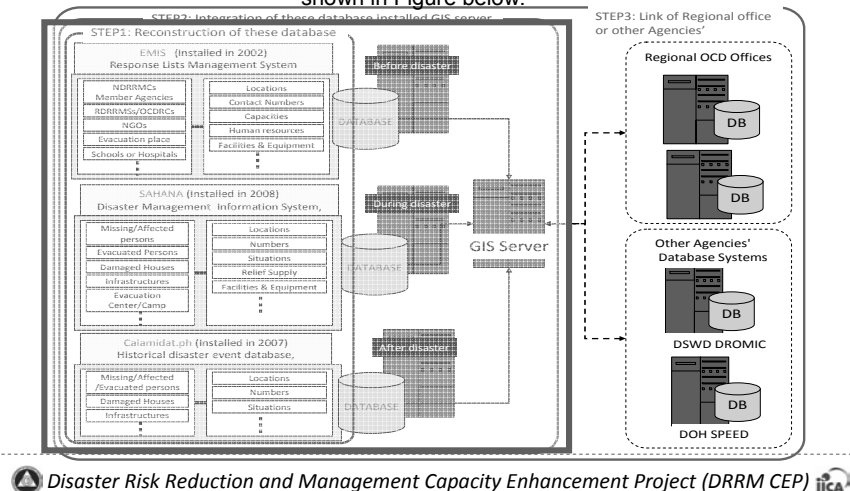 shown in Figure below.
STEP2: Integration of these database installed GIS server
STEP1: Reconstruction of these database
EMIS (Installed in 2002)
Response Lists Management System
NDRRMCs
Member Agencies
RDRRMSs/OCDRCs
NGOs
Evacuation place
Schools or Hospitals
Locations
Contact Numbers
Capacities
Human resources
Facilities & Equipment
DATABASE
Before disaster
SAHANA (Installed in 2008)
Disaster Management information System,
Missing/Affected
persons
Evacuated Persons
Damaged Houses
Infrastructures
Evacuation
Center/Camp
Locations
Numbers
Situations
Relief Supply
Facilities & Equipment
DATABASE
During disaster
Calamidat.ph (Installed in 2007)
Historical disaster event database,
Missing/Affected
/Evacuated persons
Damaged Houses
Infrastructures
Locations
Numbers
Situations
DATABASE
After disaster
GIS Server
STEP3: Link of Regional office
or other Agencies'
Regional OCD Offices
DB
DB
Other Agencies'
Database Systems
DB
DSWD DROMIC
DB
DOH SPEED
Disaster Risk Reduction and Management Capacity Enhancement Project (DRRM CEP)
jica